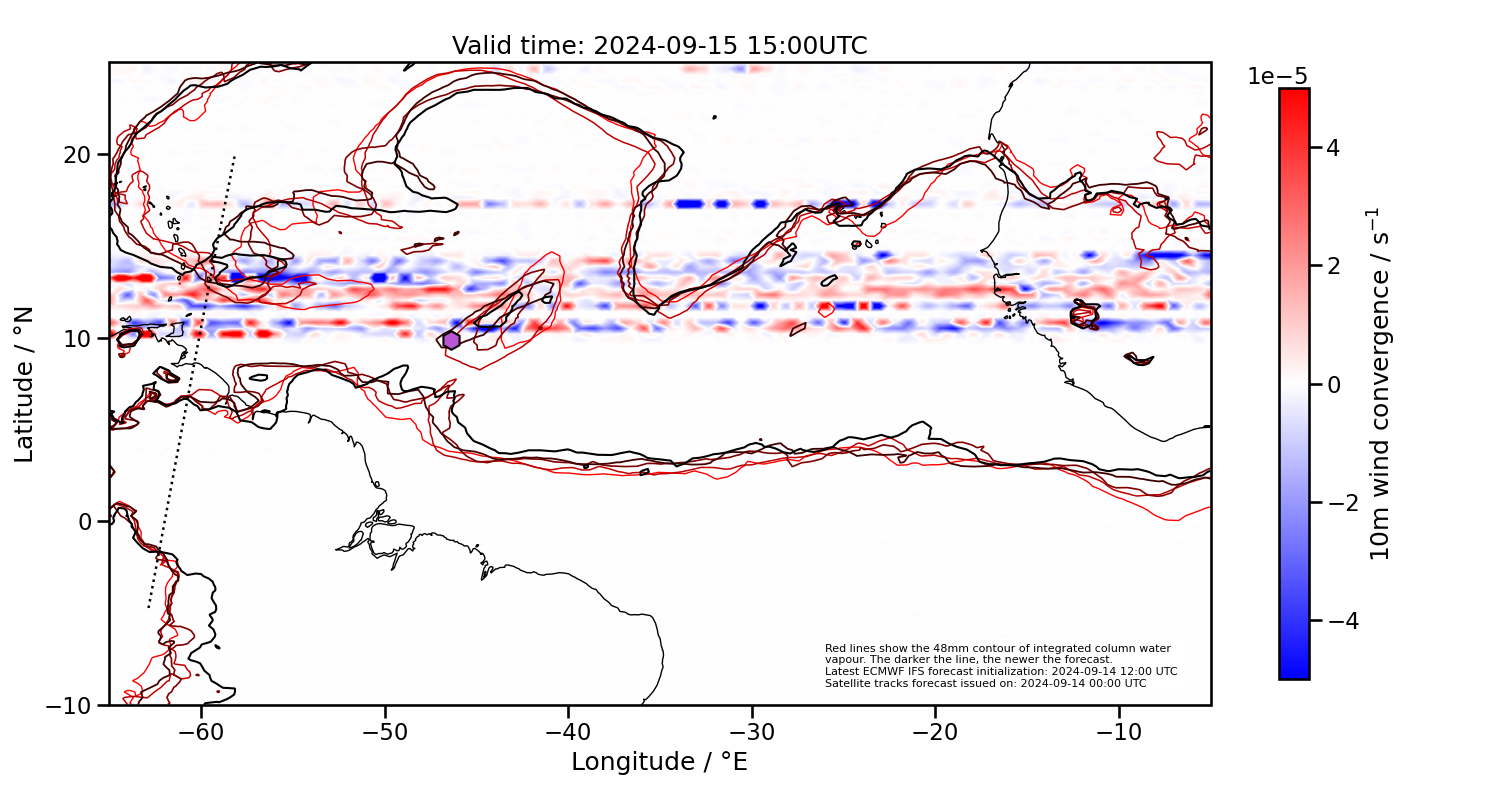 Valid time: 2024-09-15 15:00UTC
1e−5
20
10
0
−10
Latitude / °N
−60
−50
−40
−30
−20
−10
Longitude / °E
4
2
0
−2
−4
10m wind convergence / s⁻¹
Red lines show the 48mm contour of integrated column water
vapour. The darker the line, the newer the forecast.
Latest ECMWF IFS forecast initialization: 2024-09-14 12:00 UTC
Satellite tracks forecast issued on: 2024-09-14 00:00 UTC